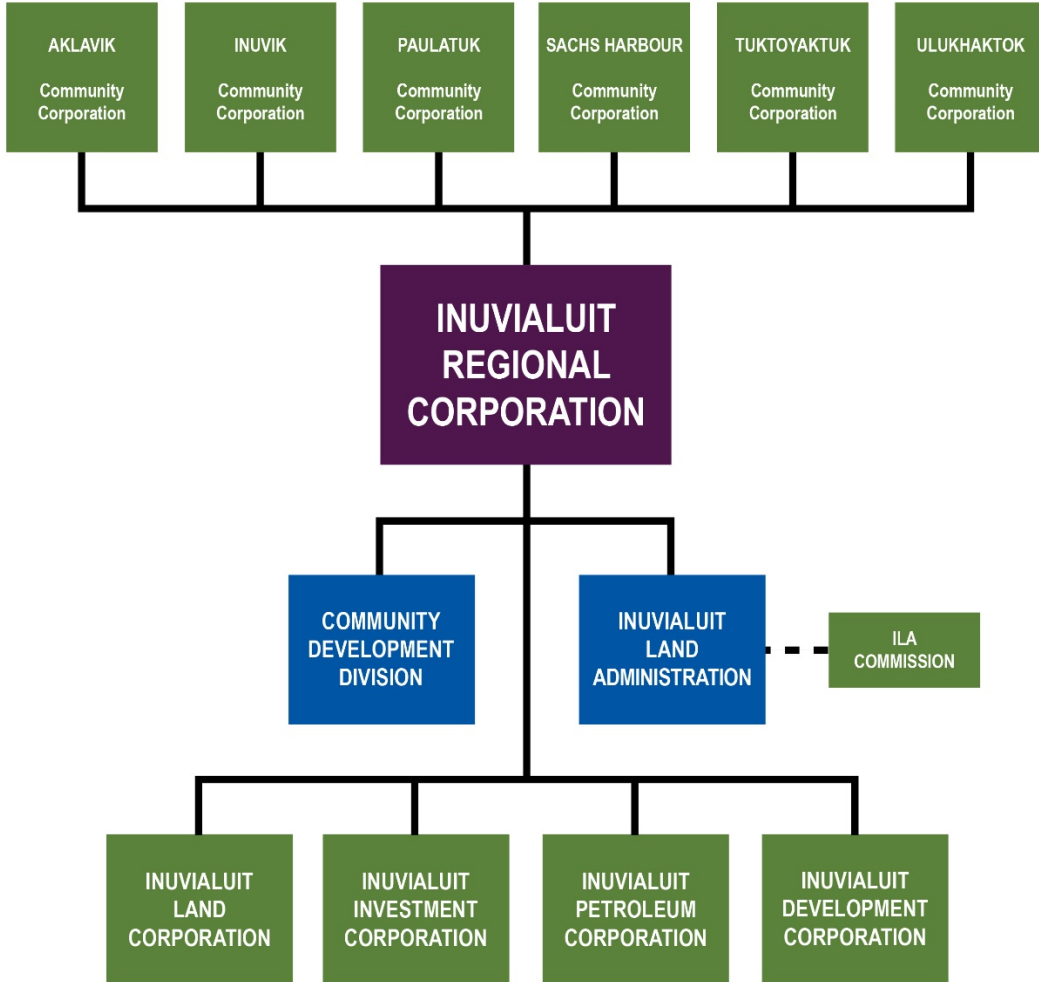 AKLAVIK
Community
Corporation
INUVIK
Community
Corporation
PAULATUK
Community
Corporation
SACHS HARBOUR
Community
Corporation
TUKTOYAKTUK
Community
Corporation
ULUKHAKTOK
Community
Corporation
INUVIALUIT
REGIONAL
CORPORATION
COMMUNITY
DEVELOPMENT
DIVISION
INUVIALUIT
LAND
ADMINISTRATION
ILA
COMMISSION
INUVIALUIT
LAND
CORPORATION
INUVIALUIT
INVESTMENT
CORPORATION
INUVIALUIT
PETROLEUM
CORPORATION
INUVIALUIT
DEVELOPMENT
CORPORATION